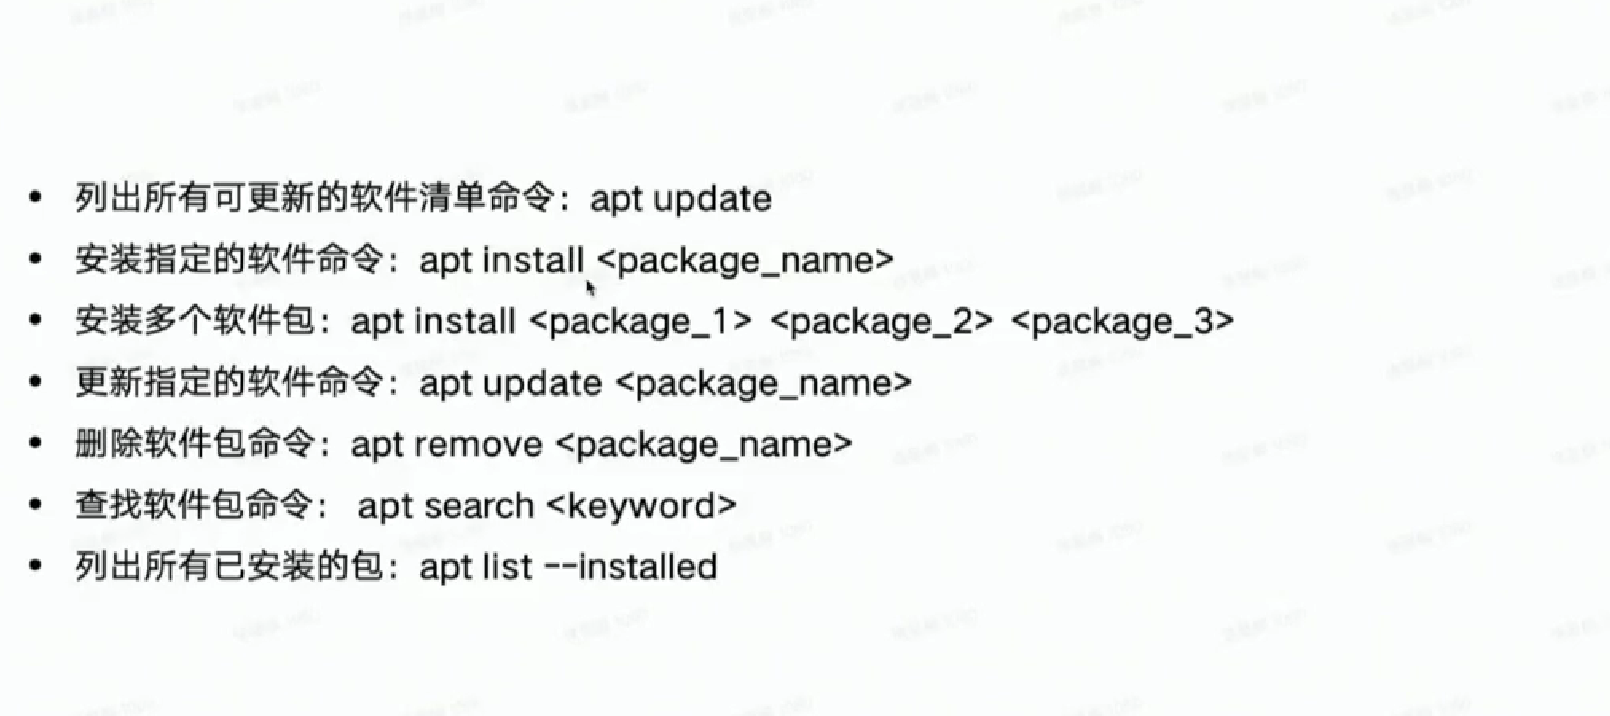 • 列出所有可更新的软件清单命令：apt update
• 安装指定的软件命令：apt install <package_name>
• 安装多个软件包：apt install <package_1> <package_2> <package_3>
• 更新指定的软件命令：apt update <package_name>
• 删除软件包命令：apt remove <package_name>
• 查找软件包命令： apt search <keyword>
• 列出所有已安装的包：apt list --installed